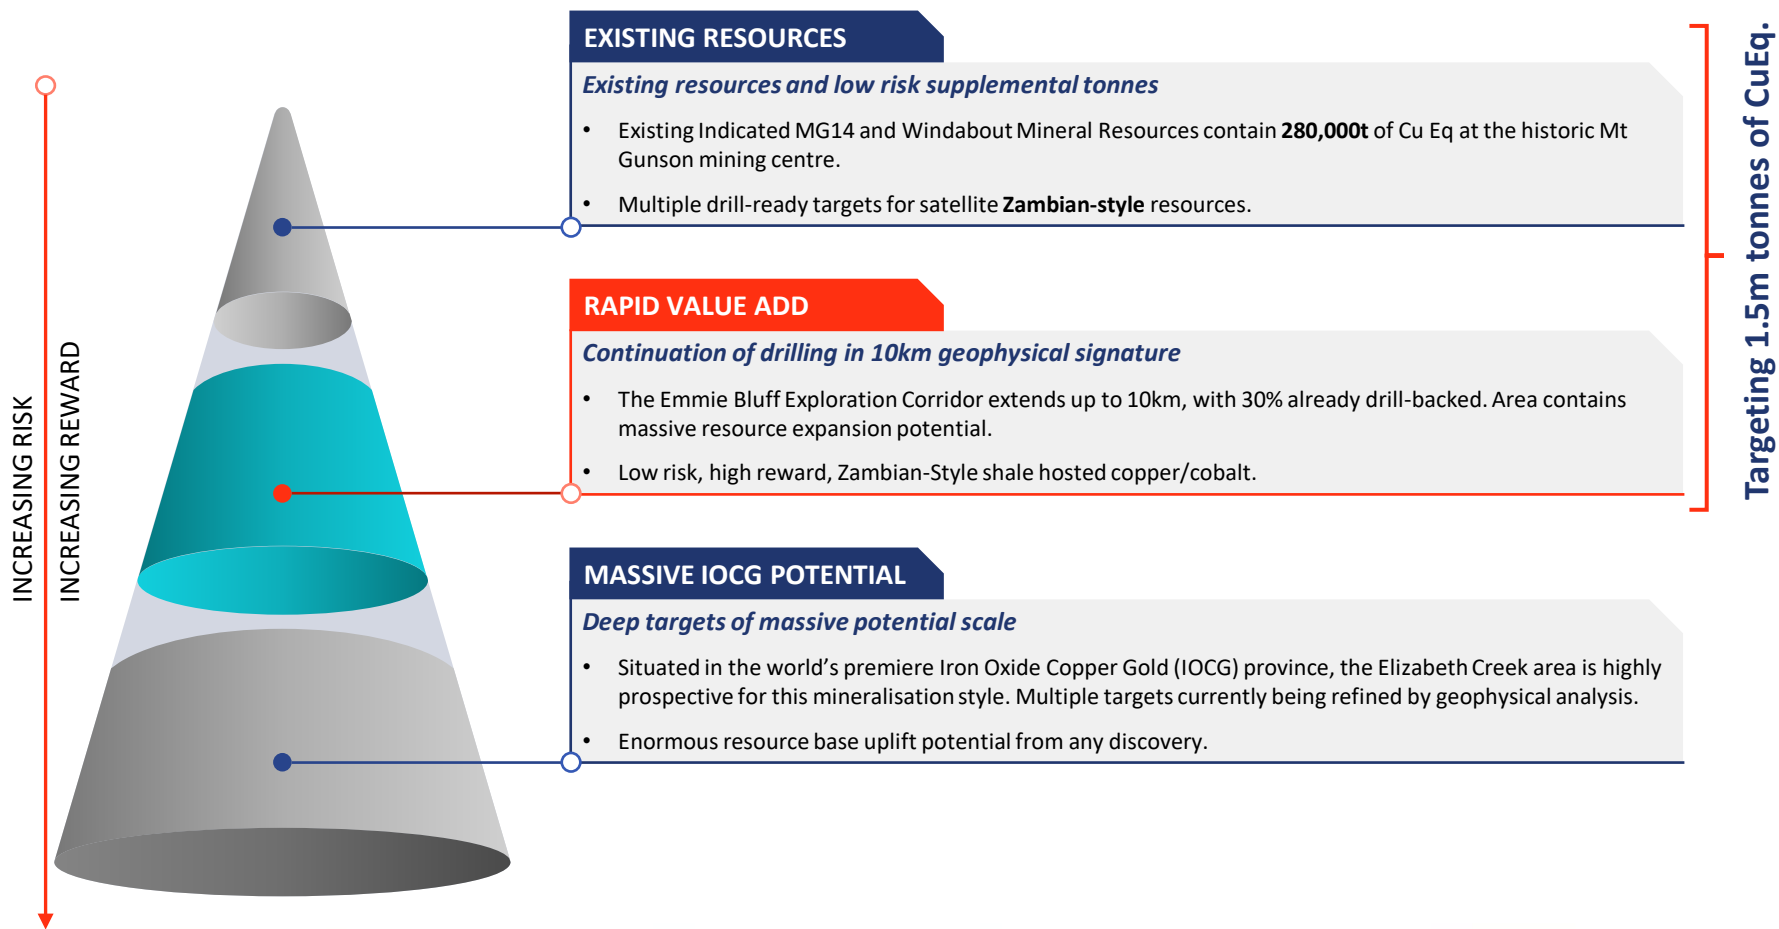 EXISTING RESOURCES
Existing resources and low risk supplemental tonnes
• Existing Indicated MG14 and Windabout Mineral Resources contain 280,000t of Cu Eq at the historic Mt
Gunson mining centre.
• Multiple drill-ready targets for satellite Zambian-style resources.
RAPID VALUE ADD
Continuation of drilling in 10km geophysical signature
• The Emmie Bluff Exploration Corridor extends up to 10km, with 30% already drill-backed. Area contains
massive resource expansion potential.
• Low risk, high reward, Zambian-Style shale hosted copper/cobalt.
MASSIVE IOCG POTENTIAL
Deep targets of massive potential scale
• Situated in the world's premiere Iron Oxide Copper Gold (IOCG) province, the Elizabeth Creek area is highly
prospective for this mineralisation style. Multiple targets currently being refined by geophysical analysis.
• Enormous resource base uplift potential from any discovery.
INCREASING RISK
INCREASING REWARD
Targeting 1.5m tonnes of CuEq.